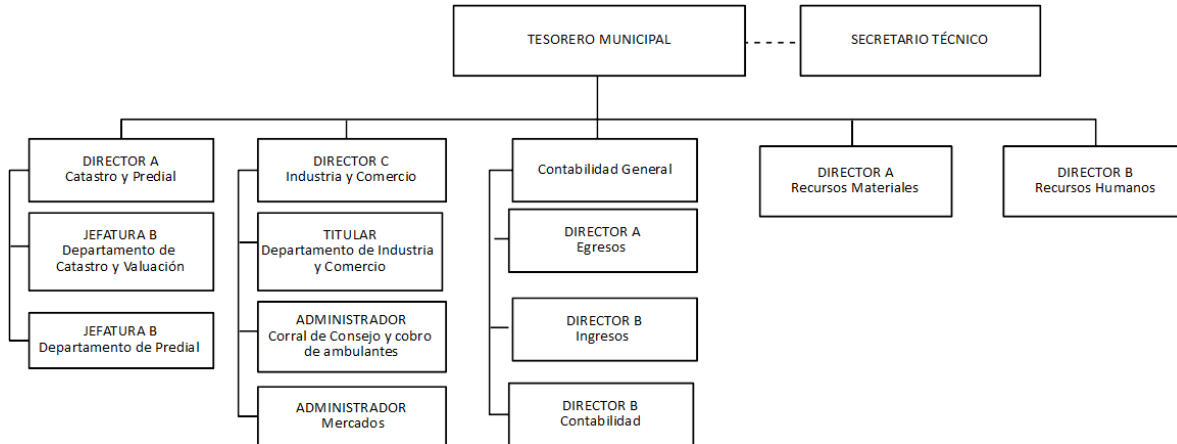 TESORERO MUNICIPAL
SECRETARIO TÉCNICO
DIRECTOR A
Catastro y Predial
DIRECTOR C
Industria y Comercio
Contabilidad General
DIRECTOR A
Recursos Materiales
DIRECTOR B
Recursos Humanos
JEFATURA B
Departamento de
Catastro y Valuación
TITULAR
Departamento de Industria
y Comercio
DIRECTOR A
Egresos
JEFATURA B
Departamento de Predial
ADMINISTRADOR
Corral de Consejo y cobro
de ambulantes
DIRECTOR B
Ingresos
ADMINISTRADOR
Mercados
DIRECTOR B
Contabilidad